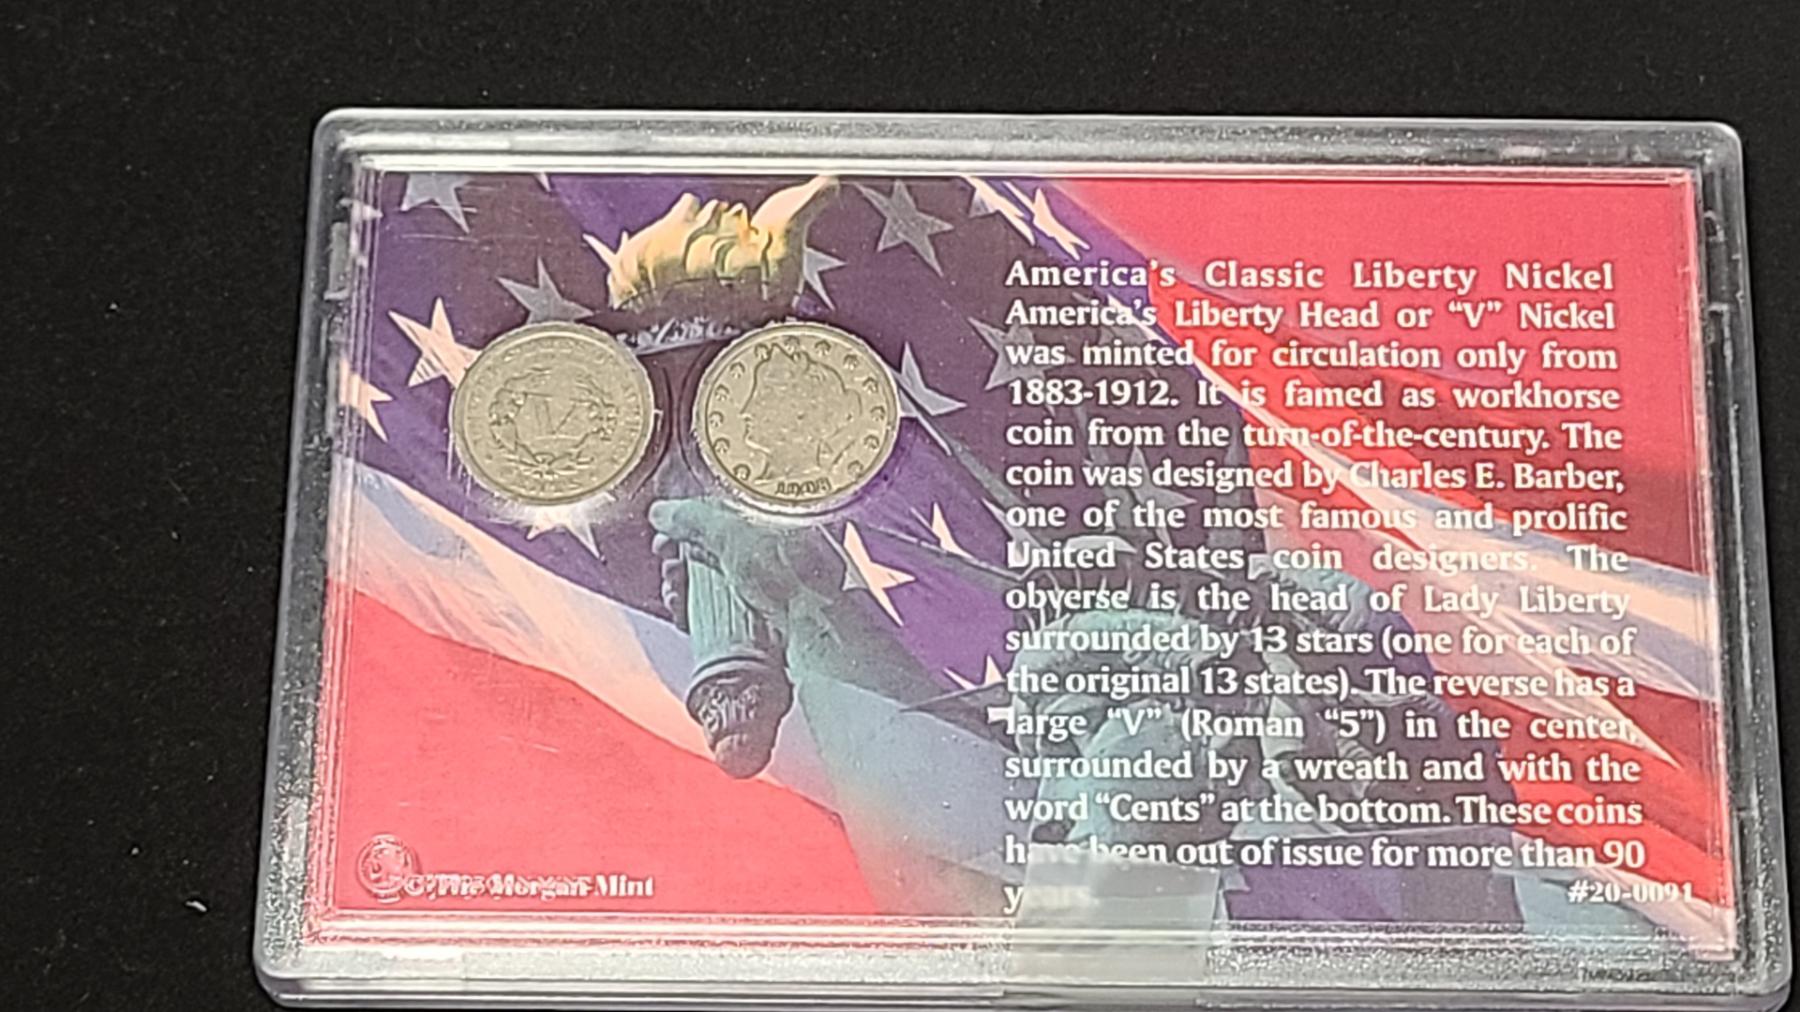 America's Classic Liberty Nickel
America's Liberty Head or “V” Nickel
was minted for circulation only from
1883-1912. It is famed as workhorse
coin from the turn-of-the-century. The
coin was designed by Charles E. Barber,
one of the most famous and prolific
United States coin designers. The
obverse is the head of Lady Liberty
surrounded by 13 stars (one for each of
the original 13 states). The reverse has a
large “V” (Roman “5”) in the center,
surrounded by a wreath and with the
word “Cents” at the bottom. These coins
have been out of issue for more than 90
years
#20-0091
The Morgan Mint
V